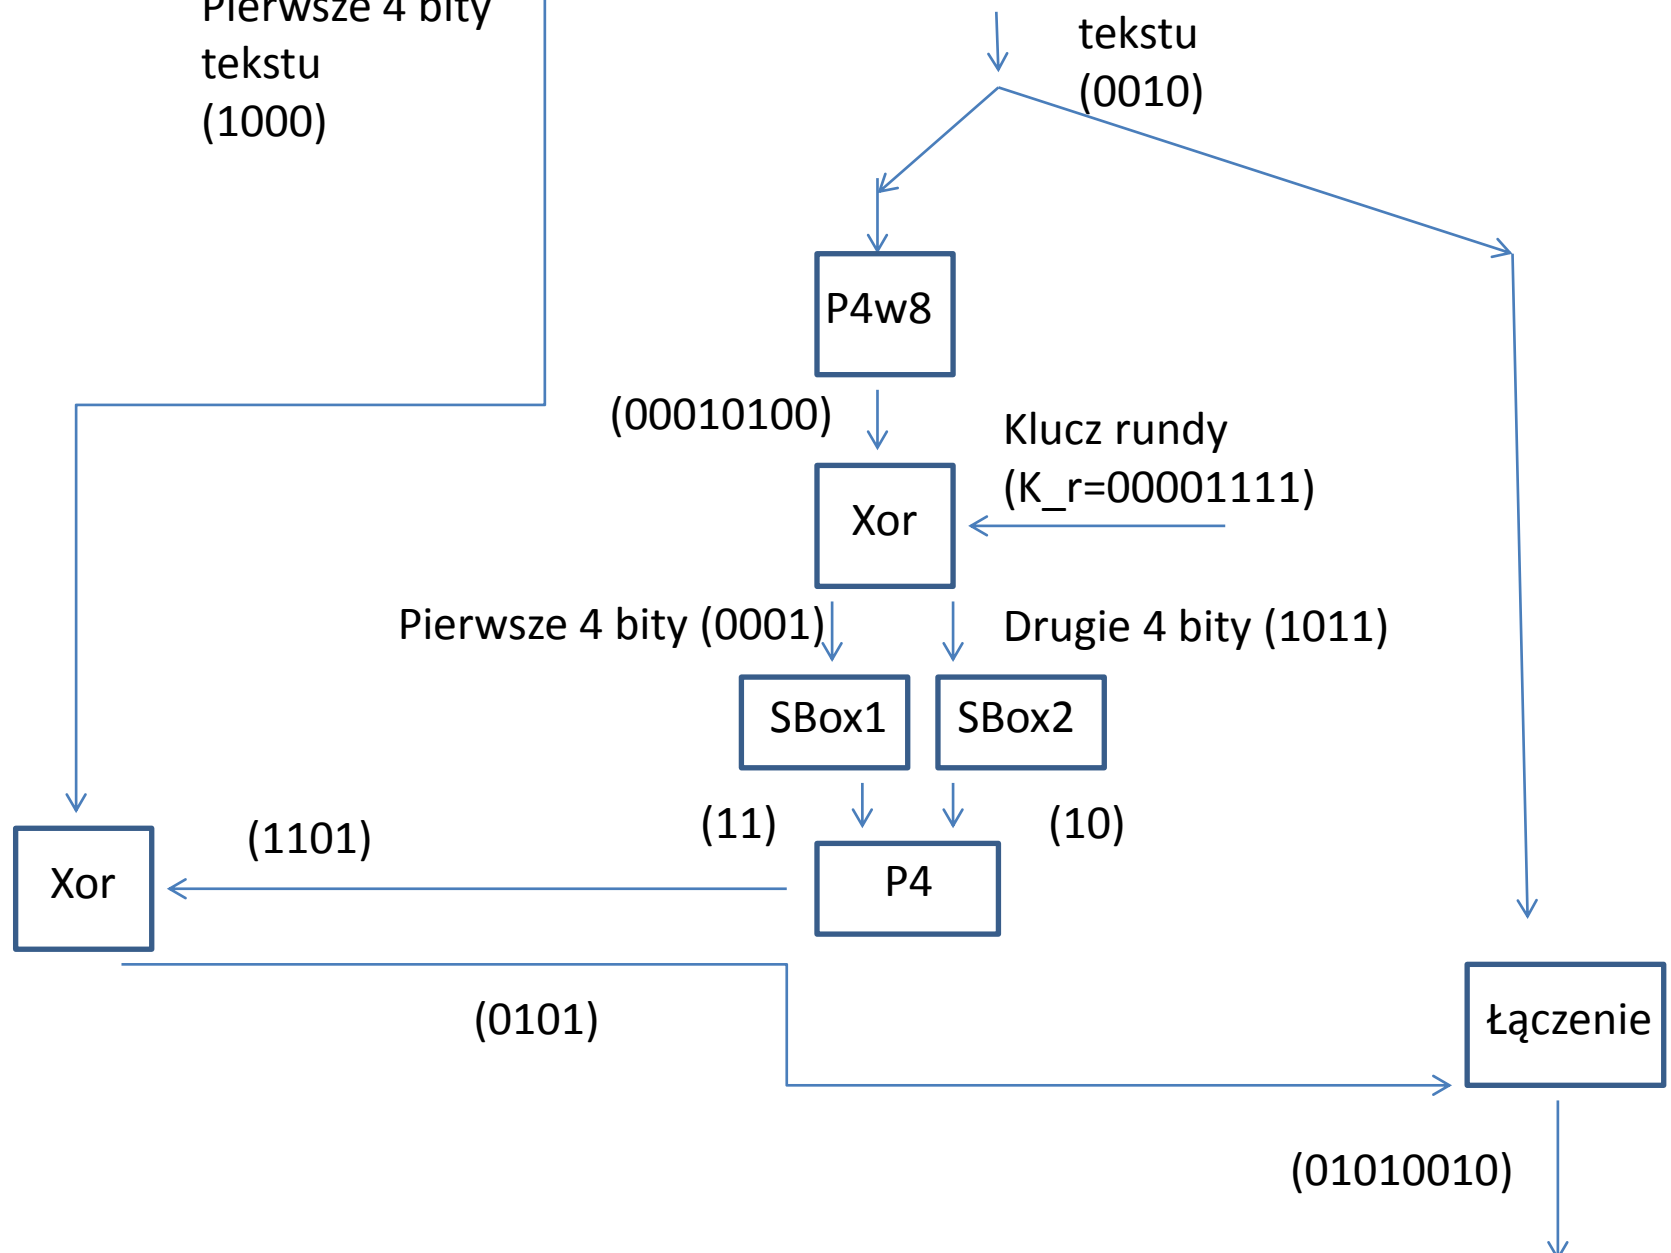 Pierwsze 4 bity
tekstu
(1000)
tekstu
(0010)
P4w8
(00010100)
Klucz rundy
(K_r=00001111)
Xor
Pierwsze 4 bity (0001)
Drugie 4 bity (1011)
SBox1
SBox2
(11)
(10)
(1101)
Xor
P4
(0101)
Łączenie
(01010010)